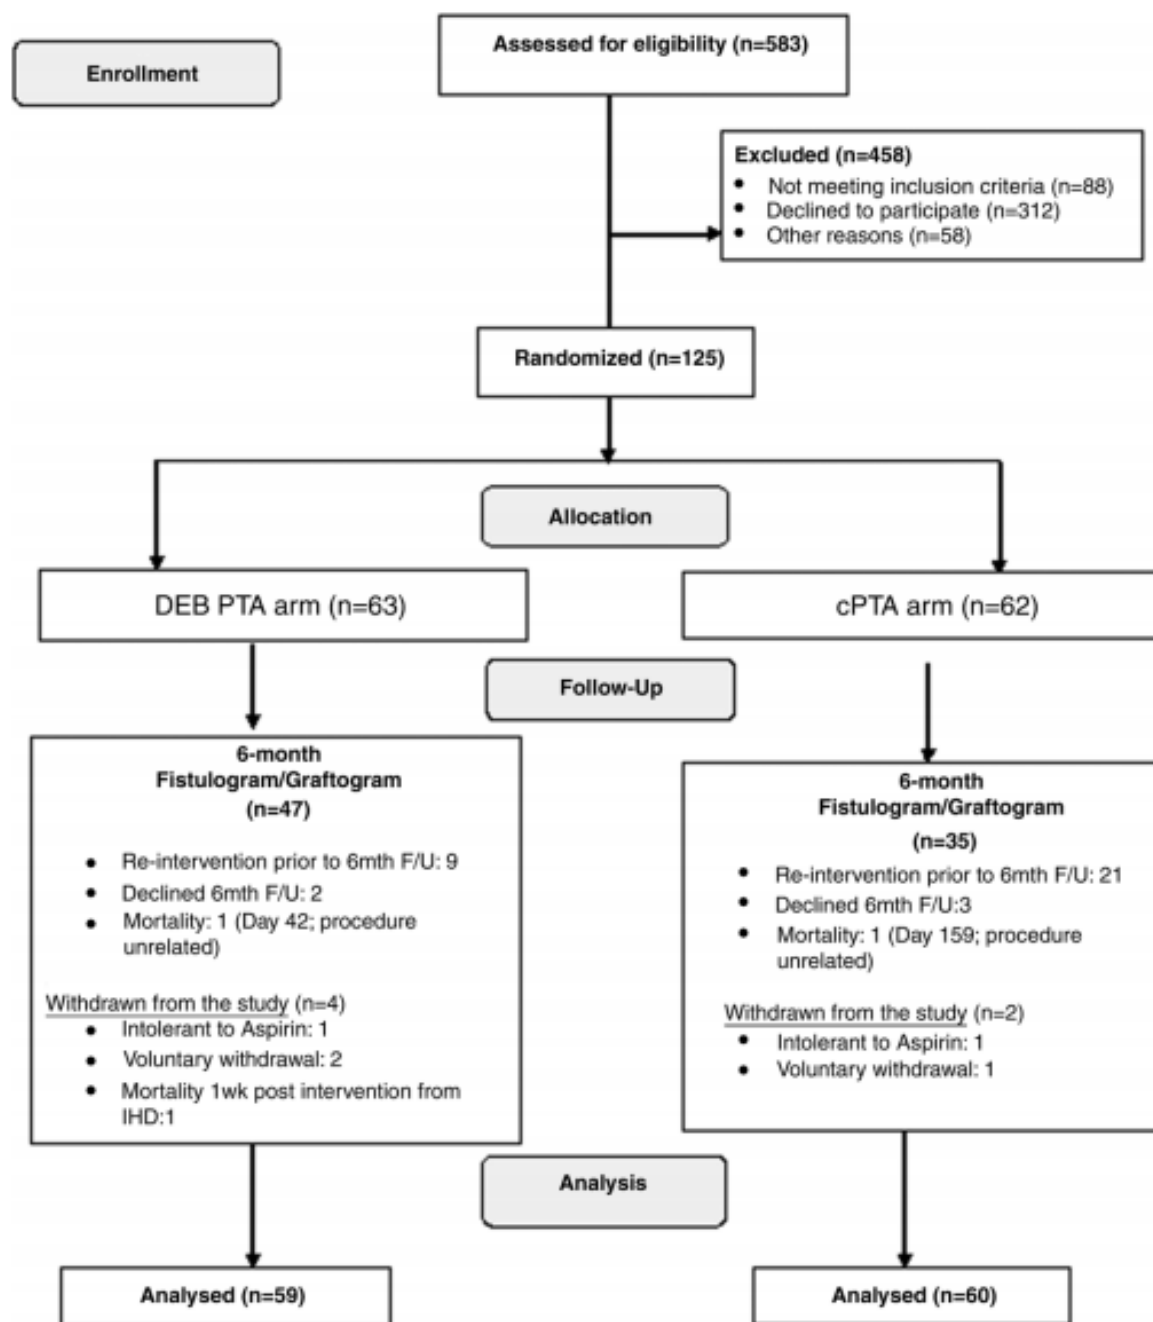 Assessed for eligibility (n=583)
Enrollment
Excluded (n=458)
• Not meeting inclusion criteria (n=88)
• Declined to participate (n=312)
• Other reasons (n=58)
Randomized (n=125)
Allocation
DEB PTA arm (n=63)
cPTA arm (n=62)
Follow-Up
6-month
Fistulogram/Graftogram
(n=47)
• Re-intervention prior to 6mth F/U: 9
• Declined 6mth F/U: 2
• Mortality: 1 (Day 42; procedure
unrelated)
Withdrawn from the study (n=4)
• Intolerant to Aspirin: 1
• Voluntary withdrawal: 2
• Mortality 1wk post intervention from
IHD:1
6-month
Fistulogram/Graftogram
(n=35)
• Re-intervention prior to 6mth F/U: 21
• Declined 6mth F/U:3
• Mortality: 1 (Day 159; procedure
unrelated)
Withdrawn from the study (n=2)
• Intolerant to Aspirin: 1
• Voluntary withdrawal: 1
Analysis
Analysed (n=59)
Analysed (n=60)